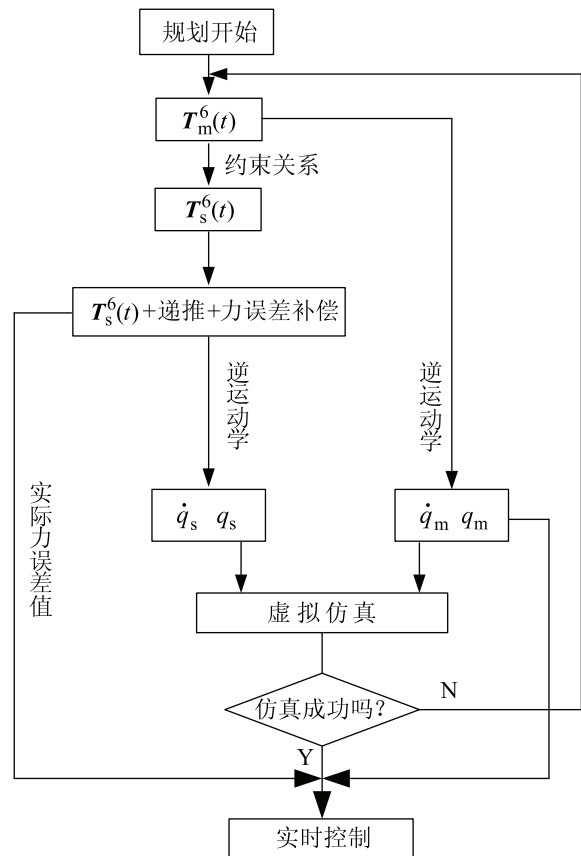 规划开始
T_m^6(t)
约束关系
T_s^6(t)
T_s^6(t)+递推+力误差补偿
逆运动学
逆运动学
实际力误差值
q̇_s q_s
q̇_m q_m
虚拟仿真
仿真成功吗?
N
Y
实时控制